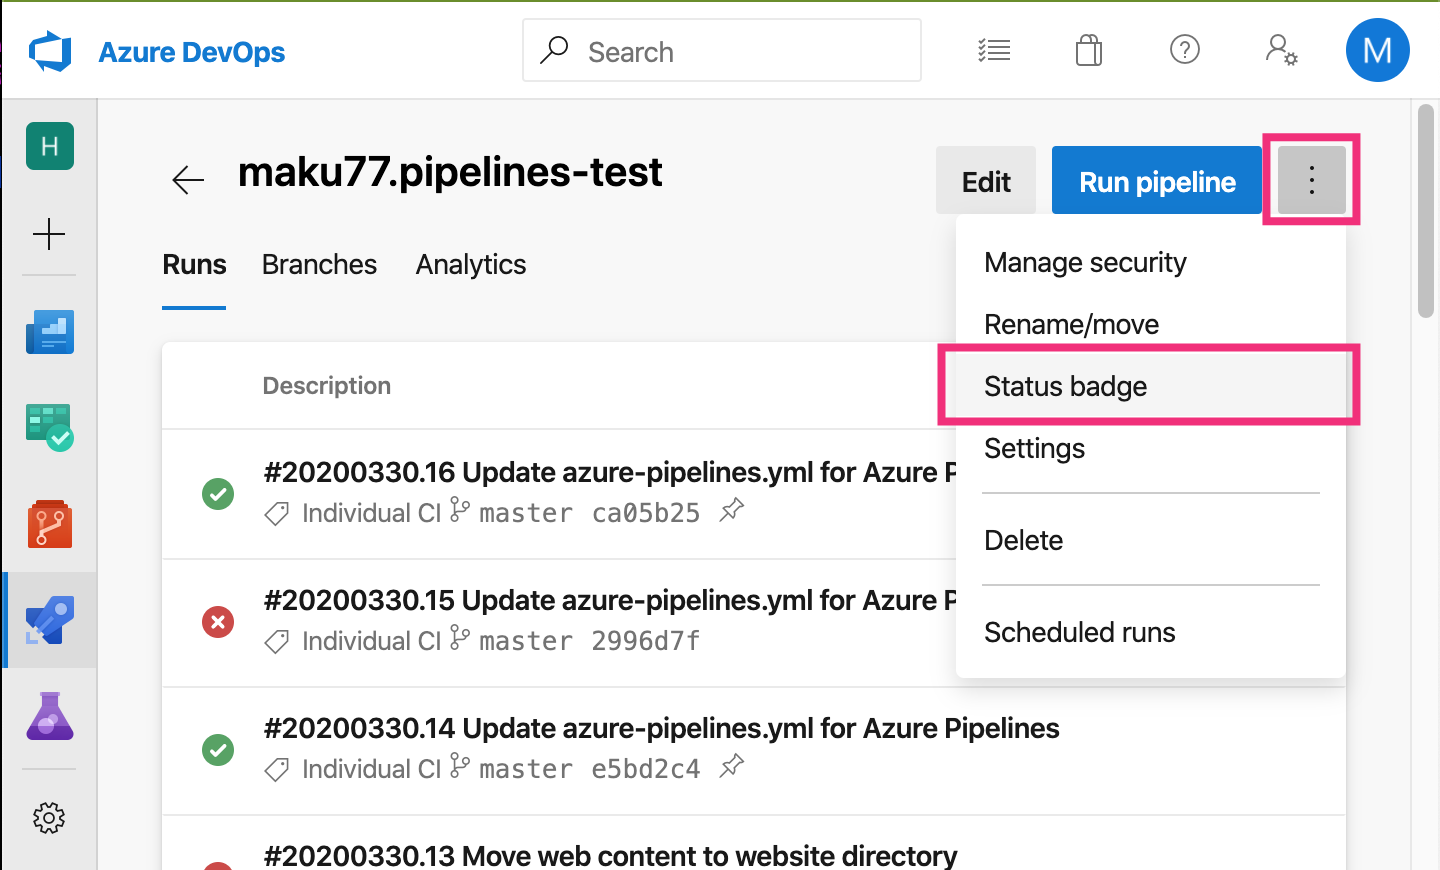 Azure DevOps
Search
M
H
maku77.pipelines-test
Edit
Run pipeline
Runs
Branches
Analytics
Manage security
Rename/move
Status badge
Settings
Delete
Scheduled runs
Description
#20200330.16 Update azure-pipelines.yml for Azure P
Individual CI master ca05b25
#20200330.15 Update azure-pipelines.yml for Azure P
Individual CI master 2996d7f
#20200330.14 Update azure-pipelines.yml for Azure Pipelines
Individual CI master e5bd2c4
#20200330.13 Move web content to website directory